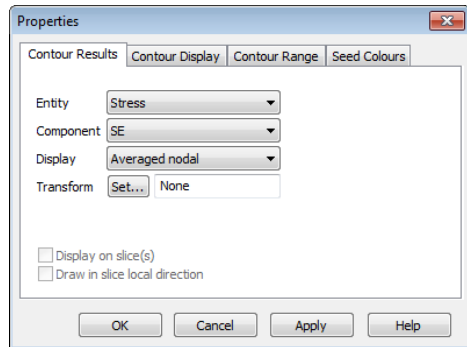 Properties
Contour Results Contour Display Contour Range Seed Colours
Entity Stress
Component SE
Display Averaged nodal
Transform Set... None
Display on slice(s)
Draw in slice local direction
OK Cancel Apply Help